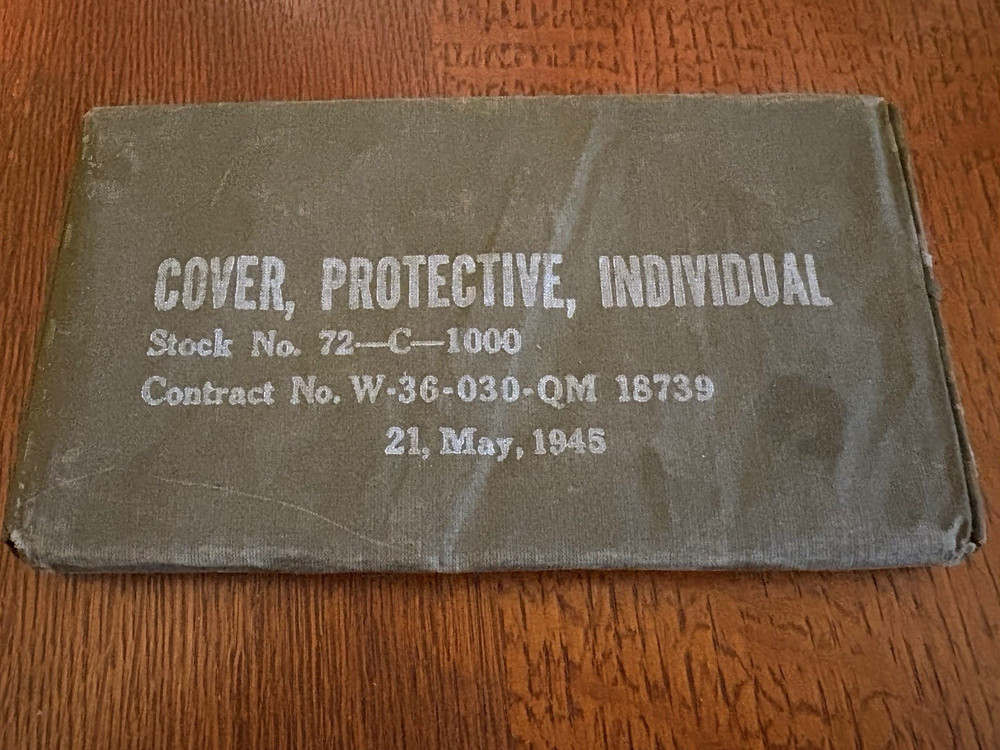 COVER, PROTECTIVE, INDIVIDUAL
Stock No. 72—C—1000
Contract No. W-36-030-QM 18739
21, May, 1945